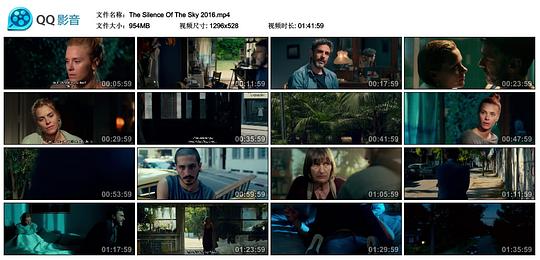 QQ影音
文件名称：The Silence Of The Sky 2016.mp4
文件大小：954MB 视频尺寸：1296x528 视频时长：01:41:59
00:05:59 00:11:59 00:17:59 00:23:59
00:29:59 00:35:59 00:41:59 00:47:59
00:53:59 00:59:59 01:05:59 01:11:59
01:17:59 01:23:59 01:29:59 01:35:59